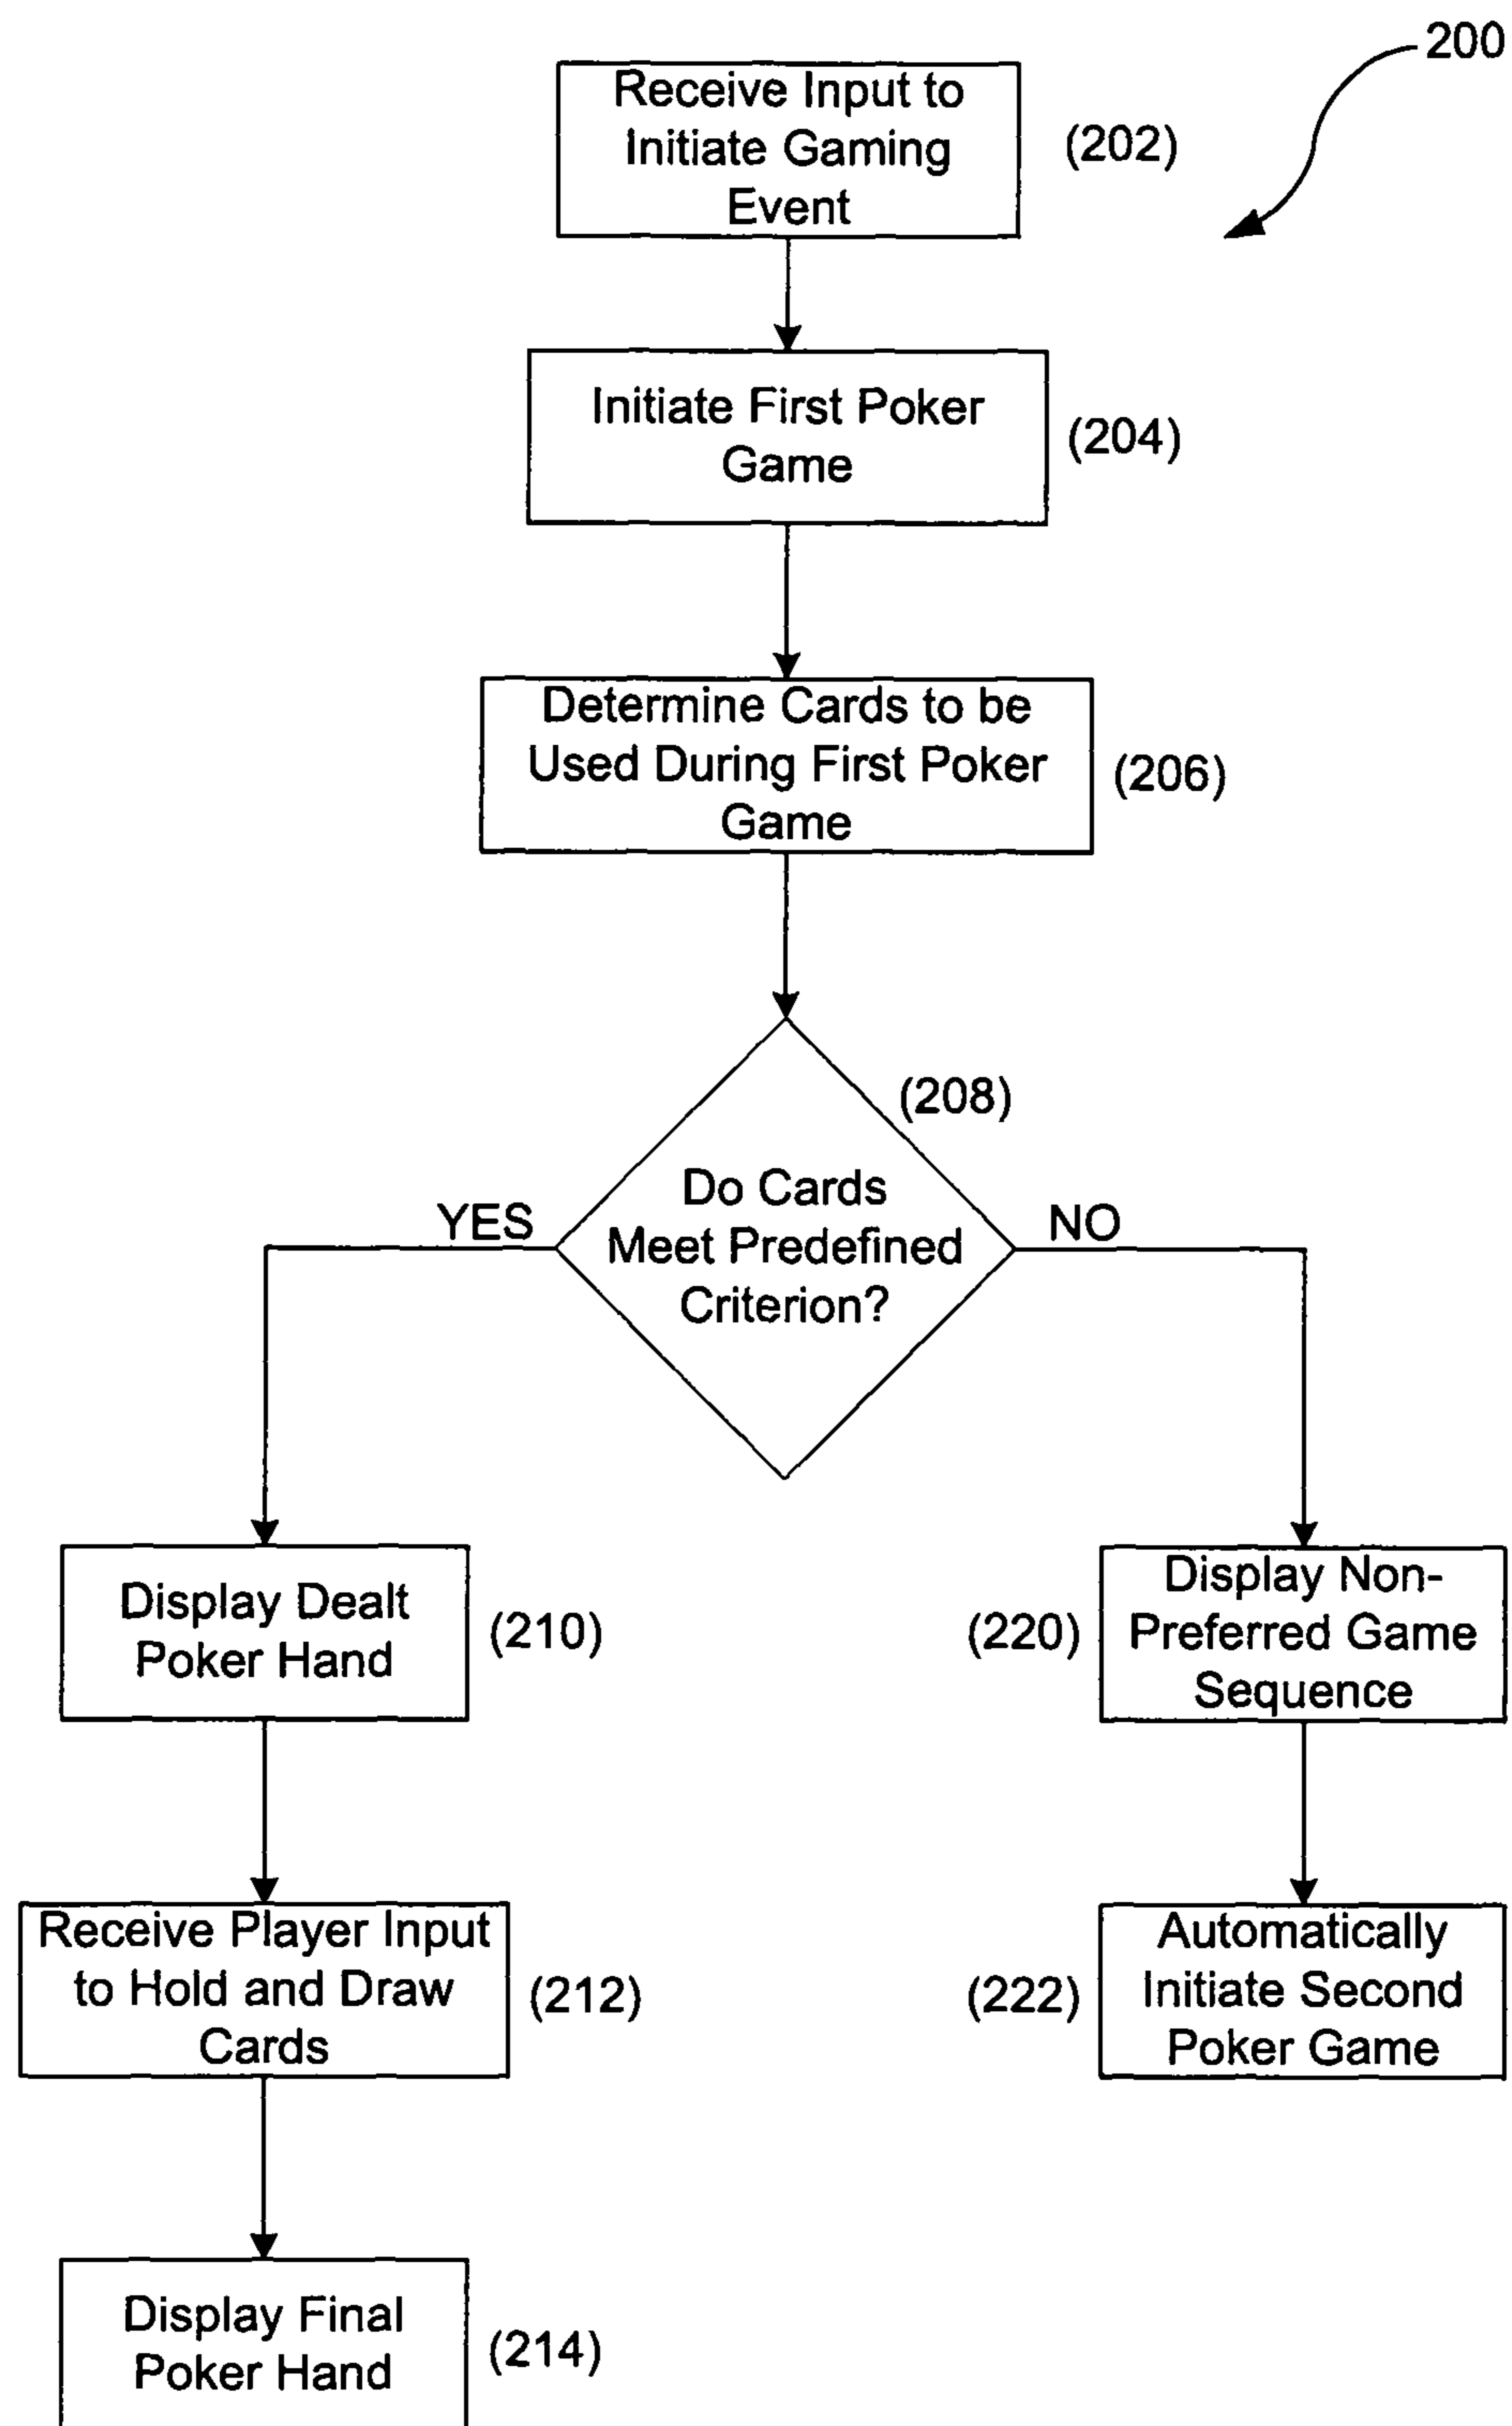 200
Receive Input to
Initiate Gaming
Event
(202)
Initiate First Poker
Game
(204)
Determine Cards to be
Used During First Poker
Game
(206)
(208)
Do Cards
Meet Predefined
Criterion?
YES
NO
Display Dealt
Poker Hand
(210)
(220)
Display Non-
Preferred Game
Sequence
Receive Player Input
to Hold and Draw
Cards
(212)
(222)
Automatically
Initiate Second
Poker Game
Display Final
Poker Hand
(214)